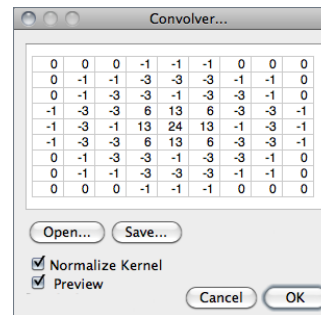 Convolver...
0 0 0 -1 -1 -1 0 0 0
0 -1 -1 -3 -3 -3 -1 -1 0
0 -1 -3 -3 -1 -3 -3 -1 0
-1 -3 -3 6 13 6 -3 -3 -1
-1 -3 -1 13 24 13 -1 -3 -1
-1 -3 -3 6 13 6 -3 -3 -1
0 -1 -3 -3 -1 -3 -3 -1 0
0 -1 -1 -3 -3 -3 -1 -1 0
0 0 0 -1 -1 -1 0 0 0
Open... Save...
Normalize Kernel
Preview
Cancel OK